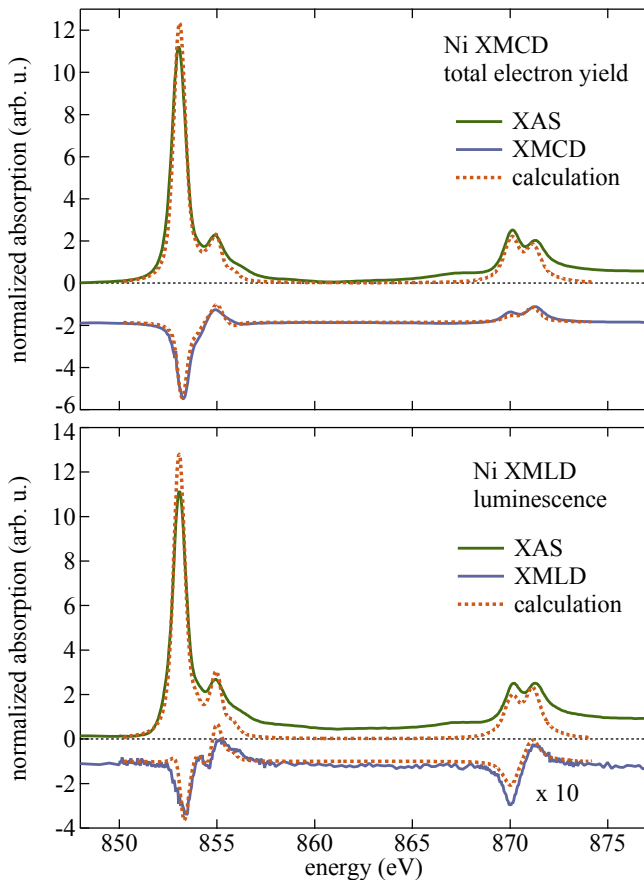 12
10
8
6
4
2
0
-2
-4
-6
normalized absorption (arb. u.)
Ni XMCD
total electron yield
XAS
XMCD
calculation
14
12
10
8
6
4
2
0
-2
-4
normalized absorption (arb. u.)
Ni XMLD
luminescence
XAS
XMLD
calculation
x 10
850
855
860
865
870
875
energy (eV)